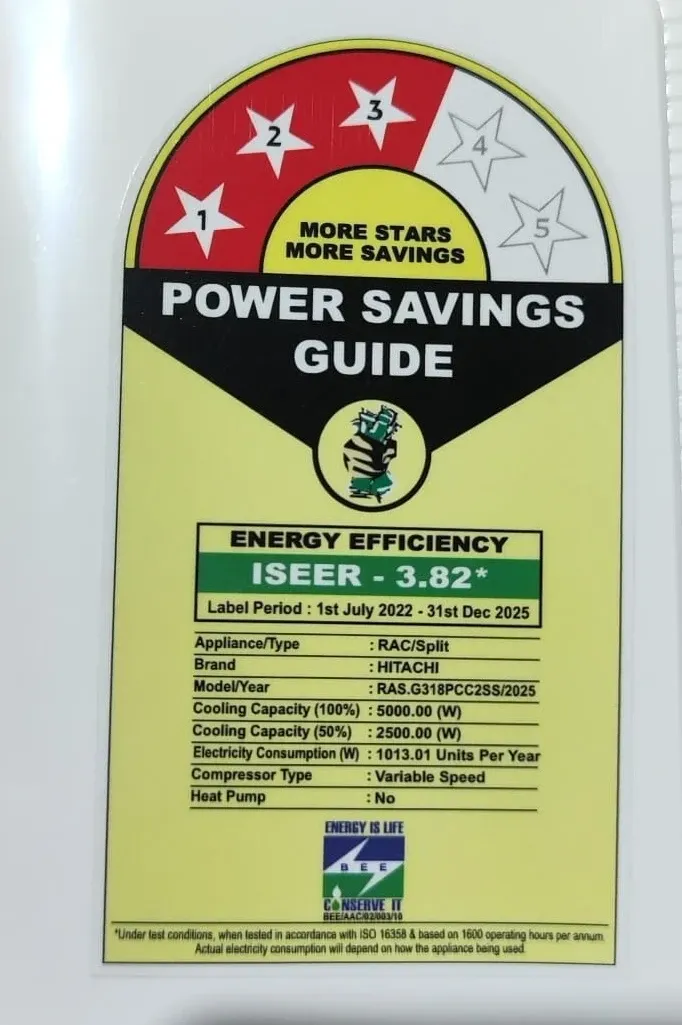 1 2 3 4 5
MORE STARS
MORE SAVINGS
POWER SAVINGS
GUIDE
ENERGY EFFICIENCY
ISEER - 3.82*
Label Period : 1st July 2022 - 31st Dec 2025
Appliance/Type : RAC/Split
Brand : HITACHI
Model/Year : RAS.G318PCC2SS/2025
Cooling Capacity (100%) : 5000.00 (W)
Cooling Capacity (50%) : 2500.00 (W)
Electricity Consumption (W) : 1013.01 Units Per Year
Compressor Type : Variable Speed
Heat Pump : No
ENERGY IS LIFE
BEE
CONSERVE IT
BEE/AAC/02/003/10
*Under test conditions, when tested in accordance with ISO 16358 & based on 1600 operating hours per annum.
Actual electricity consumption will depend on how the appliance being used.